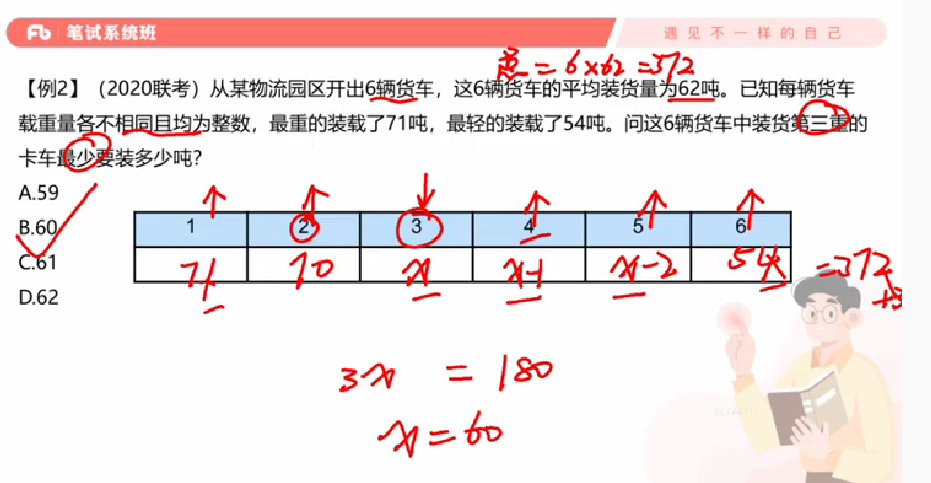 笔试系统班
遇见不一样的自己
总=6×62=372
【例2】（2020联考）从某物流园区开出6辆货车，这6辆货车的平均装货量为62吨。已知每辆货车
载重量各不相同且均为整数，最重的装载了71吨，最轻的装载了54吨。问这6辆货车中装货第三重的
卡车最少要装多少吨？
A.59
B.60
C.61
D.62
1 2 3 4 5 6
71 70 x x-1 x-2 54 =372
+3
3x = 180
x=60